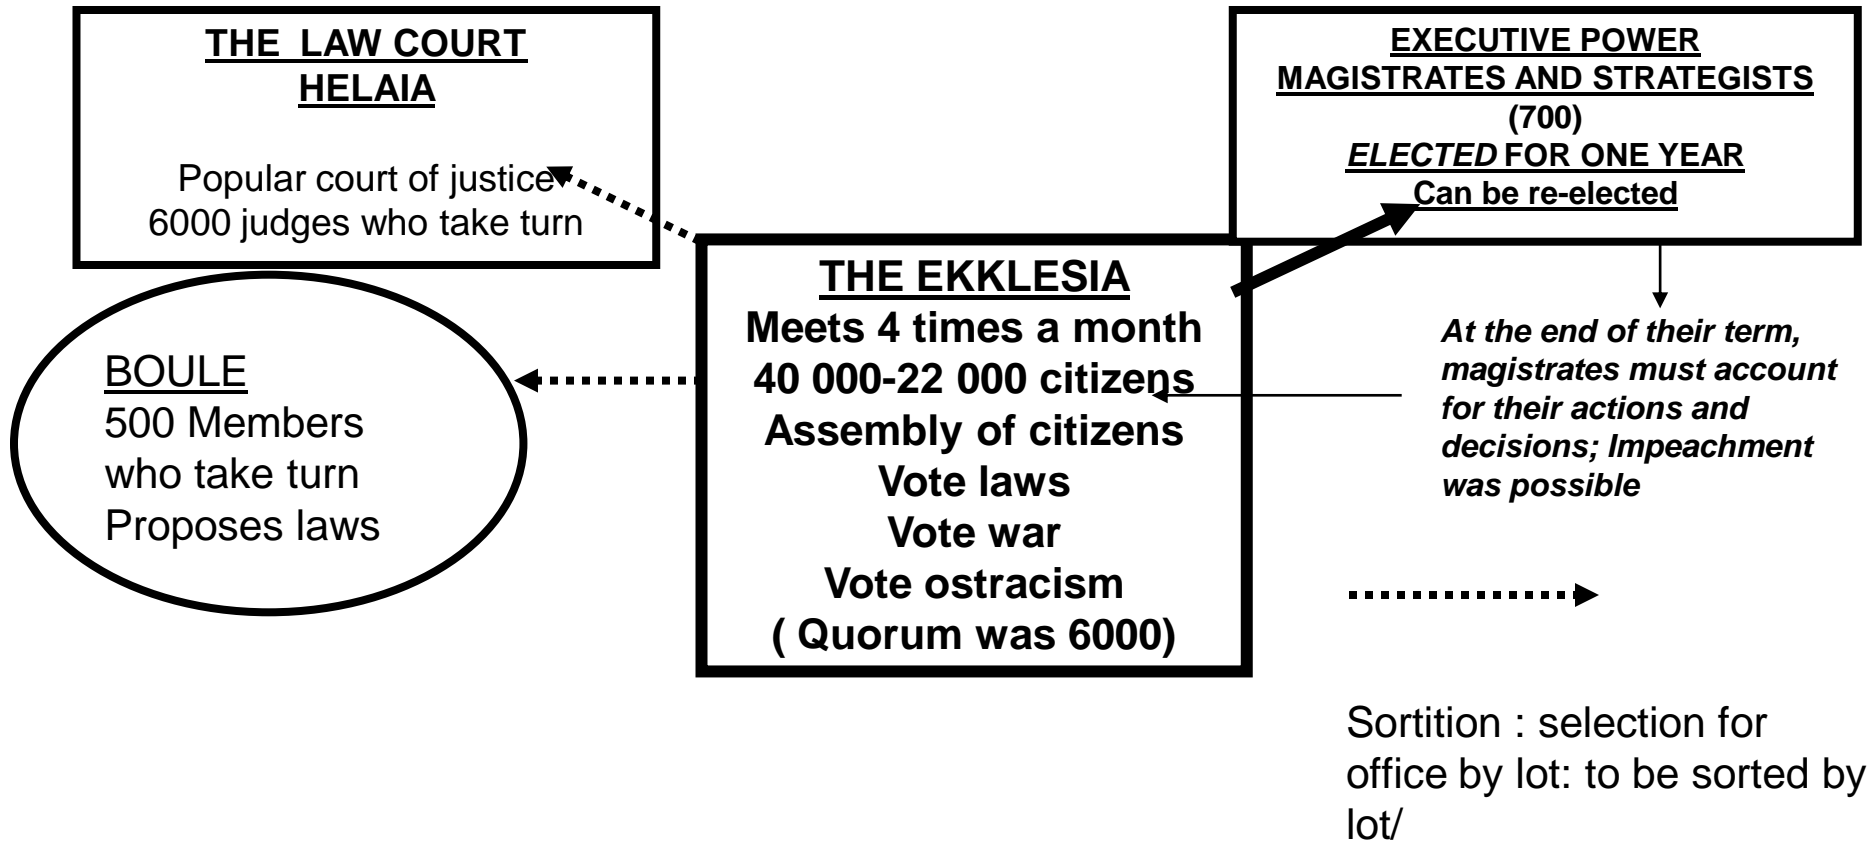 THE LAW COURT
HELAIA
Popular court of justice
6000 judges who take turn
EXECUTIVE POWER
MAGISTRATES AND STRATEGISTS
(700)
ELECTED FOR ONE YEAR
Can be re-elected
BOULE
500 Members
who take turn
Proposes laws
THE EKKLESIA
Meets 4 times a month
40 000-22 000 citizens
Assembly of citizens
Vote laws
Vote war
Vote ostracism
( Quorum was 6000)
At the end of their term,
magistrates must account
for their actions and
decisions; Impeachment
was possible
Sortition : selection for
office by lot: to be sorted by
lot/